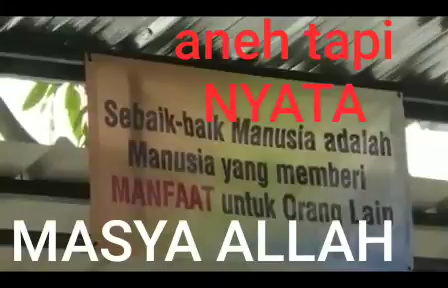 aneh tapi
NYATA
Sebaik-baik Manusia adalah
Manusia yang memberi
MANFAAT untuk Orang Lain
MASYA ALLAH